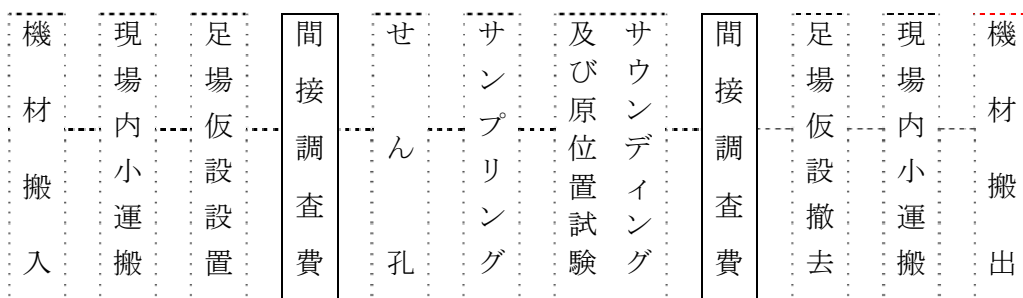 機材搬入
現場内小運搬
足場仮設設置
間接調査費
せん孔
サンプリング
サウンディング
及び原位置試験
間接調査費
足場仮設撤去
現場内小運搬
機材搬出